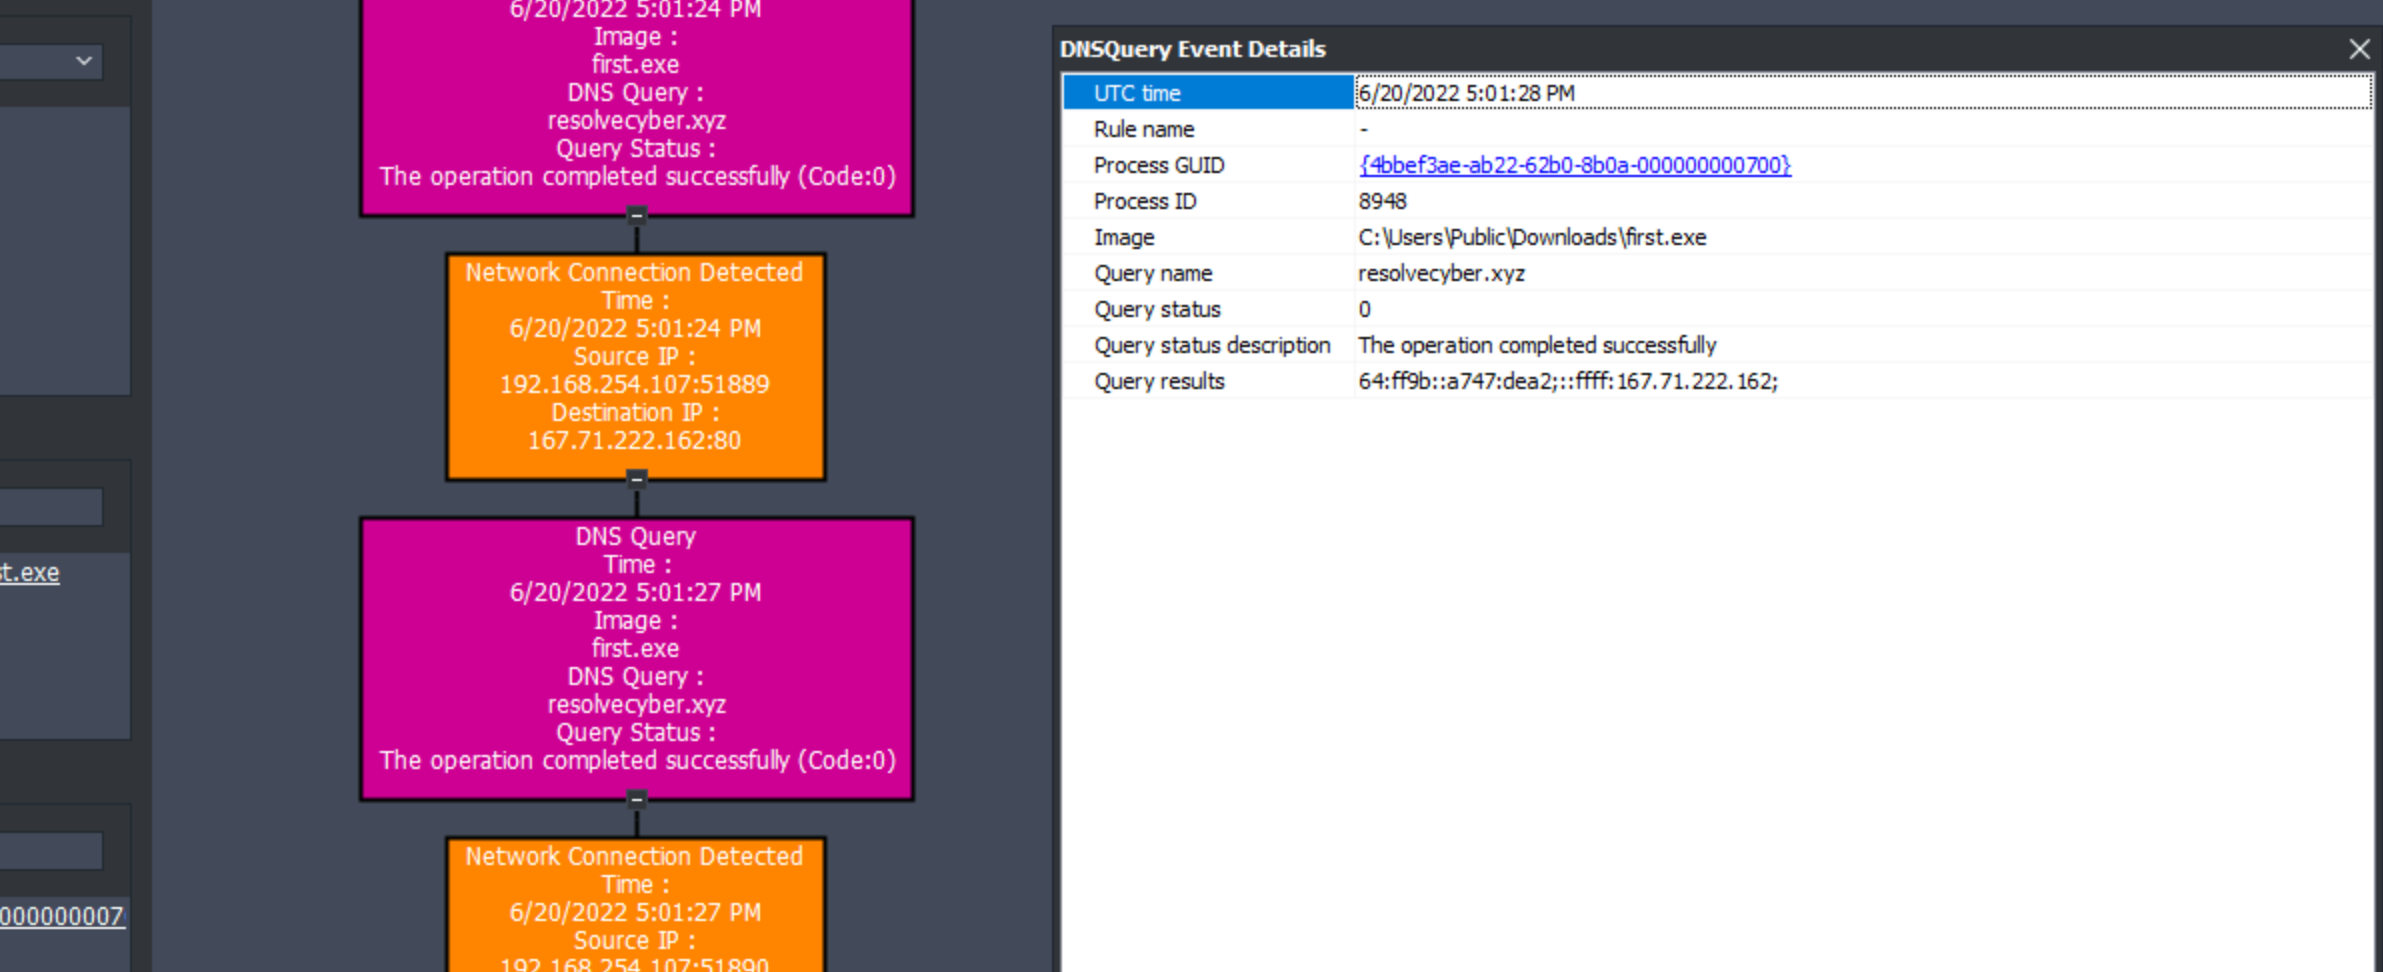 6/20/2022 5:01:24 PM
Image :
first.exe
DNS Query :
resolvecyber.xyz
Query Status :
The operation completed successfully (Code:0)
Network Connection Detected
Time :
6/20/2022 5:01:24 PM
Source IP :
192.168.254.107:51889
Destination IP :
167.71.222.162:80
DNS Query
Time :
6/20/2022 5:01:27 PM
Image :
first.exe
DNS Query :
resolvecyber.xyz
Query Status :
The operation completed successfully (Code:0)
Network Connection Detected
Time :
6/20/2022 5:01:27 PM
Source IP :
192.168.254.107:51890
st.exe
000000007
DNSQuery Event Details
UTC time 6/20/2022 5:01:28 PM
Rule name -
Process GUID {4bbef3ae-ab22-62b0-8b0a-000000000700}
Process ID 8948
Image C:\Users\Public\Downloads\first.exe
Query name resolvecyber.xyz
Query status 0
Query status description The operation completed successfully
Query results 64:ff9b::a747:dea2;::ffff:167.71.222.162;